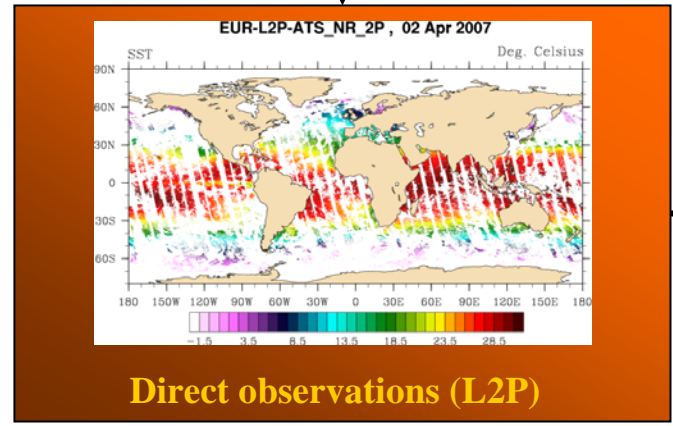 EUR-L2P-ATS_NR_2P , 02 Apr 2007
SST Deg. Celsius
90N
60N
30N
0
30S
60S
180 150W 120W 90W 60W 30W 0 30E 60E 90E 120E 150E 180
-1.5 3.5 8.5 13.5 18.5 23.5 28.5
Direct observations (L2P)